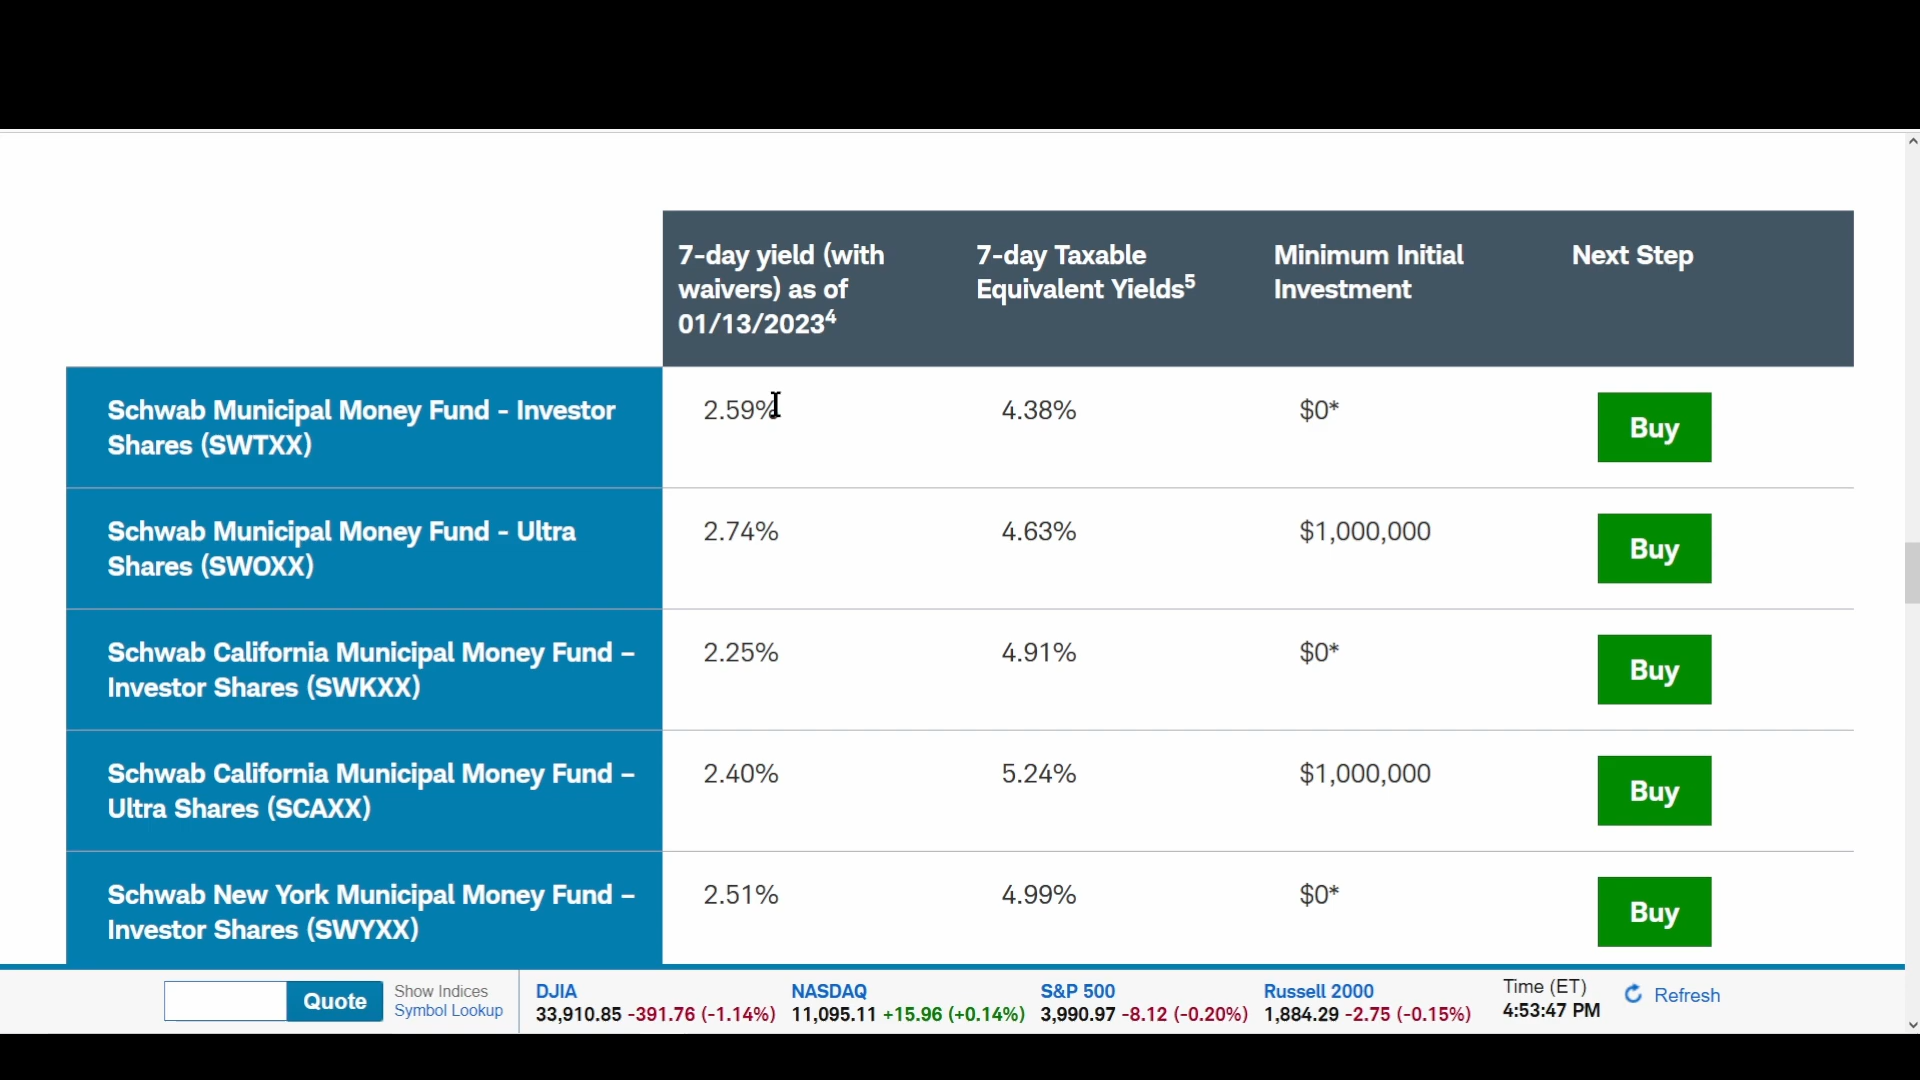 7-day yield (with
waivers) as of
01/13/2023⁴
7-day Taxable
Equivalent Yields⁵
Minimum Initial
Investment
Next Step
Schwab Municipal Money Fund - Investor
Shares (SWTXX)
2.59%
4.38%
$0*
Buy
Schwab Municipal Money Fund - Ultra
Shares (SWOXX)
2.74%
4.63%
$1,000,000
Buy
Schwab California Municipal Money Fund –
Investor Shares (SWKXX)
2.25%
4.91%
$0*
Buy
Schwab California Municipal Money Fund –
Ultra Shares (SCAXX)
2.40%
5.24%
$1,000,000
Buy
Schwab New York Municipal Money Fund –
Investor Shares (SWYXX)
2.51%
4.99%
$0*
Buy
Quote
Show Indices
Symbol Lookup
DJIA
33,910.85 -391.76 (-1.14%)
NASDAQ
11,095.11 +15.96 (+0.14%)
S&P 500
3,990.97 -8.12 (-0.20%)
Russell 2000
1,884.29 -2.75 (-0.15%)
Time (ET)
4:53:47 PM
Refresh